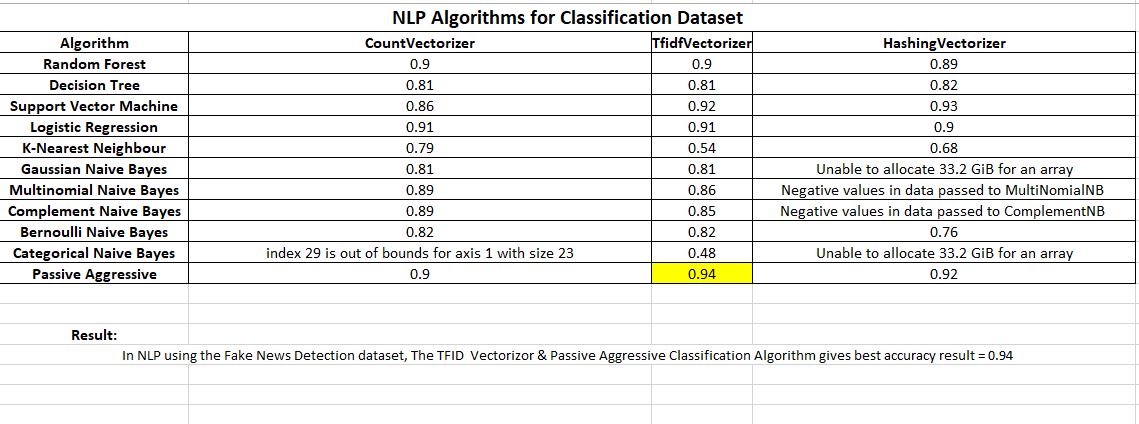 NLP Algorithms for Classification Dataset
Algorithm CountVectorizer TfidfVectorizer HashingVectorizer
Random Forest 0.9 0.9 0.89
Decision Tree 0.81 0.81 0.82
Support Vector Machine 0.86 0.92 0.93
Logistic Regression 0.91 0.91 0.9
K-Nearest Neighbour 0.79 0.54 0.68
Gaussian Naive Bayes 0.81 0.81 Unable to allocate 33.2 GiB for an array
Multinomial Naive Bayes 0.89 0.86 Negative values in data passed to MultiNomialNB
Complement Naive Bayes 0.89 0.85 Negative values in data passed to ComplementNB
Bernoulli Naive Bayes 0.82 0.82 0.76
Categorical Naive Bayes index 29 is out of bounds for axis 1 with size 23 0.48 Unable to allocate 33.2 GiB for an array
Passive Aggressive 0.9 0.94 0.92
Result:
In NLP using the Fake News Detection dataset, The TFID Vectorizor & Passive Aggressive Classification Algorithm gives best accuracy result = 0.94